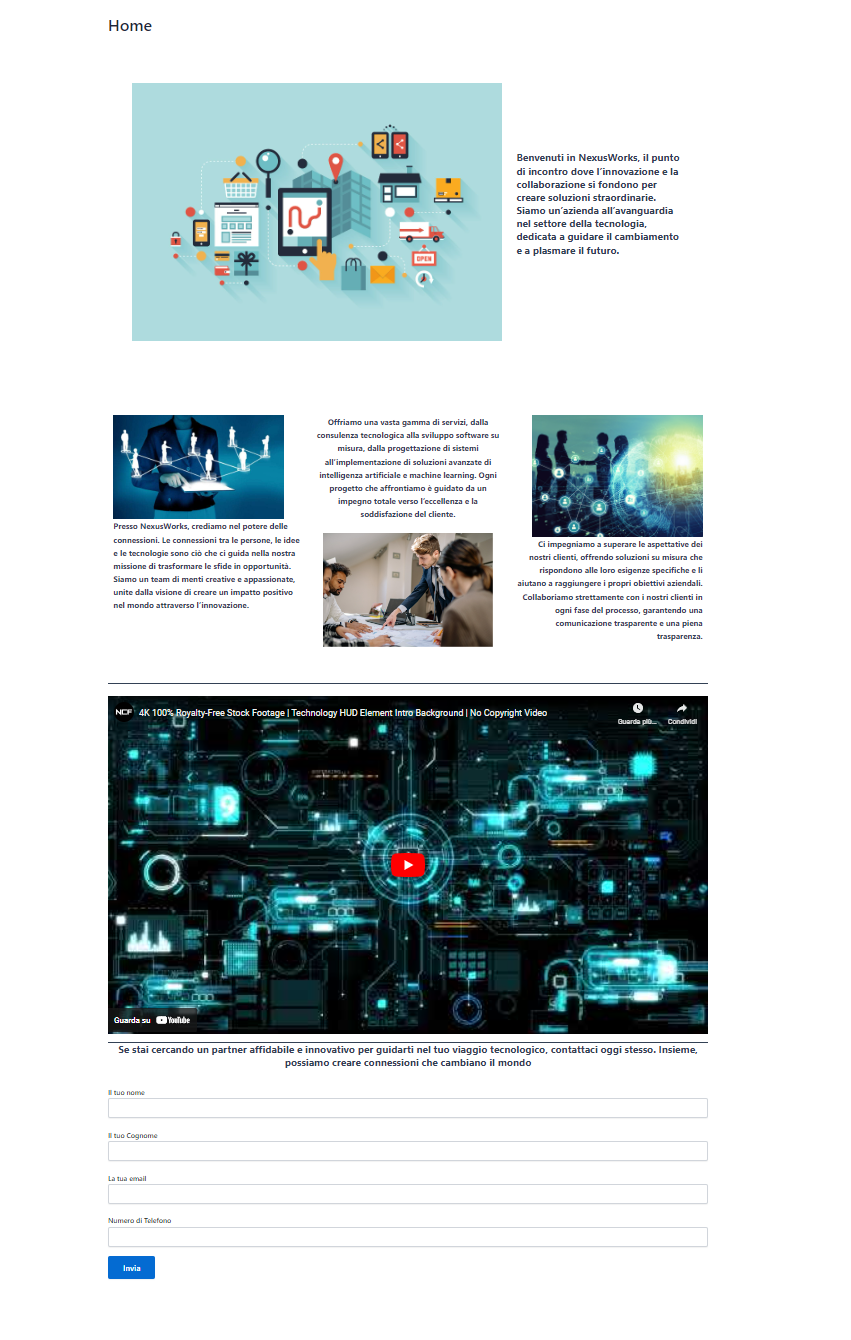 Home
OPEN
Benvenuti in NexusWorks, il punto
di incontro dove l'innovazione e la
collaborazione si fondono per
creare soluzioni straordinarie.
Siamo un'azienda all'avanguardia
nel settore della tecnologia,
dedicata a guidare il cambiamento
e a plasmare il futuro.
Presso NexusWorks, crediamo nel potere delle
connessioni. Le connessioni tra le persone, le idee
e le tecnologie sono ciò che ci guida nella nostra
missione di trasformare le sfide in opportunità.
Siamo un team di menti creative e appassionate,
unite dalla visione di creare un impatto positivo
nel mondo attraverso l'innovazione.
Offriamo una vasta gamma di servizi, dalla
consulenza tecnologica alla sviluppo software su
misura, dalla progettazione di sistemi
all'implementazione di soluzioni avanzate di
intelligenza artificiale e machine learning. Ogni
progetto che affrontiamo è guidato da un
impegno totale verso l'eccellenza e la
soddisfazione del cliente.
Ci impegniamo a superare le aspettative dei
nostri clienti, offrendo soluzioni su misura che
rispondono alle loro esigenze specifiche e li
aiutano a raggiungere i propri obiettivi aziendali.
Collaboriamo strettamente con i nostri clienti in
ogni fase del processo, garantendo una
comunicazione trasparente e una piena
trasparenza.
NCF
4K 100% Royalty-Free Stock Footage | Technology HUD Element Intro Background | No Copyright Video
Guarda più...
Condividi
9
Guarda su YouTube
Se stai cercando un partner affidabile e innovativo per guidarti nel tuo viaggio tecnologico, contattaci oggi stesso. Insieme,
possiamo creare connessioni che cambiano il mondo
Il tuo nome
Il tuo Cognome
La tua email
Numero di Telefono
Invia